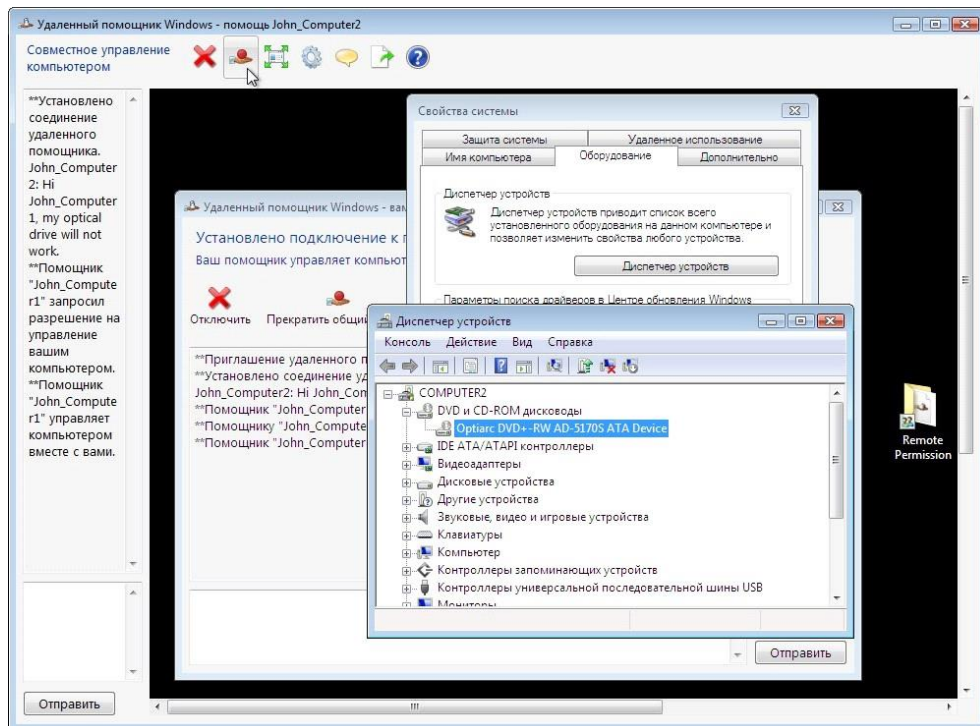 Удаленный помощник Windows - помощь John_Computer2
Совместное управление
компьютером
**Установлено
соединение
удаленного
помощника.
John_Computer
2: Hi
John_Computer
1, my optical
drive will not
work.
**Помощник
"John_Compute
r1" запросил
разрешение на
управление
вашим
компьютером.
**Помощник
"John_Compute
r1" управляет
компьютером
вместе с вами.
Отправить
Свойства системы
Защита системы
Удаленное использование
Имя компьютера
Оборудование
Дополнительно
Диспетчер устройств
Диспетчер устройств приводит список всего
установленного оборудования на данном компьютере и
позволяет изменить свойства любого устройства.
Диспетчер устройств
Параметры поиска драйверов в Центре обновления Windows
Удаленный помощник Windows - вам
Установлено подключение к
Ваш помощник управляет компьют
Отключить
Прекратить общий
**Приглашение удаленного п
**Установлено соединение уд
John_Computer2: Hi John_Com
**Помощник "John_Computer
**Помощнику "John_Compute
**Помощник "John_Computer
Отправить
Диспетчер устройств
Консоль Действие Вид Справка
COMPUTER2
DVD и CD-ROM дисководы
Optiarc DVD+-RW AD-5170S ATA Device
IDE ATA/ATAPI контроллеры
Видеоадаптеры
Дисковые устройства
Другие устройства
Звуковые, видео и игровые устройства
Клавиатуры
Компьютер
Контроллеры запоминающих устройств
Контроллеры универсальной последовательной шины USB
Мониторы
Remote
Permission